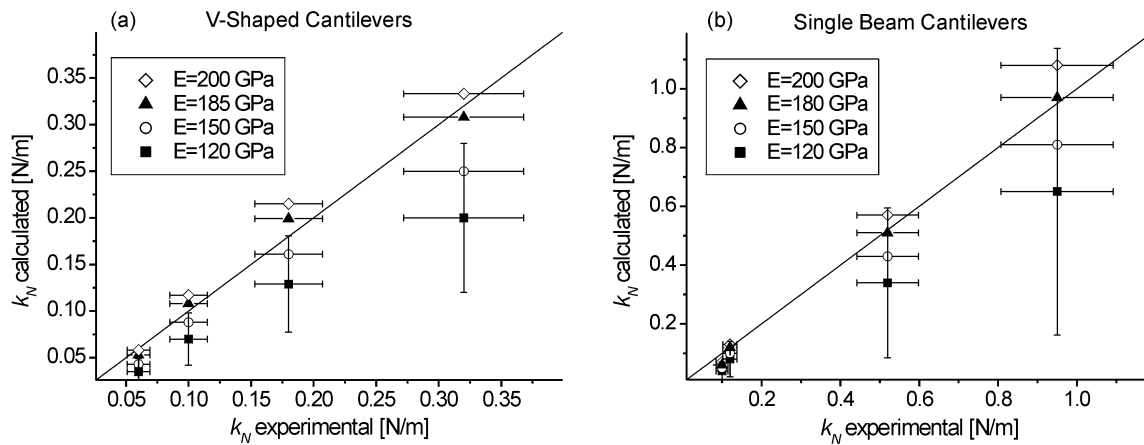 (a)
V-Shaped Cantilevers
E=200 GPa
E=185 GPa
E=150 GPa
E=120 GPa
0.35
0.30
0.25
0.20
0.15
0.10
0.05
k_N calculated [N/m]
0.05 0.10 0.15 0.20 0.25 0.30 0.35
k_N experimental [N/m]
(b)
Single Beam Cantilevers
E=200 GPa
E=180 GPa
E=150 GPa
E=120 GPa
1.0
0.8
0.6
0.4
0.2
k_N calculated [N/m]
0.2 0.4 0.6 0.8 1.0
k_N experimental [N/m]